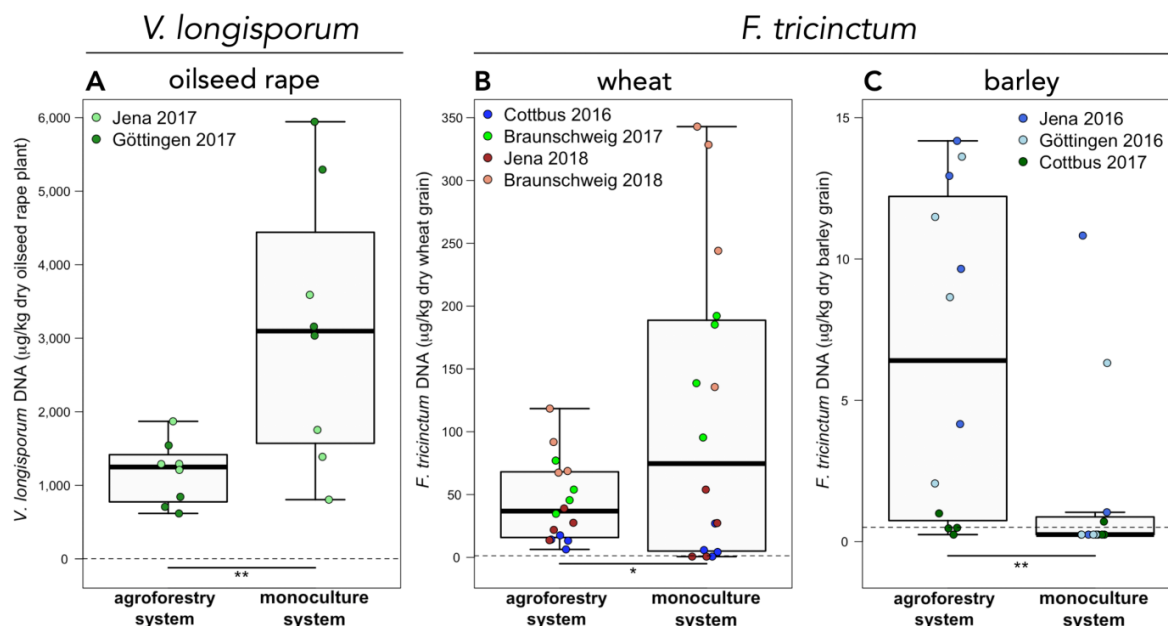 V. longisporum
F. tricinctum
A
oilseed rape
B
wheat
C
barley
Jena 2017
Göttingen 2017
Cottbus 2016
Braunschweig 2017
Jena 2018
Braunschweig 2018
Jena 2016
Göttingen 2016
Cottbus 2017
V. longisporum DNA (µg/kg dry oilseed rape plant)
6,000
5,000
4,000
3,000
2,000
1,000
0
**
agroforestry
system
monoculture
system
F. tricinctum DNA (µg/kg dry wheat grain)
350
300
250
200
150
100
50
0
*
agroforestry
system
monoculture
system
F. tricinctum DNA (µg/kg dry barley grain)
15
10
5
0
**
agroforestry
system
monoculture
system